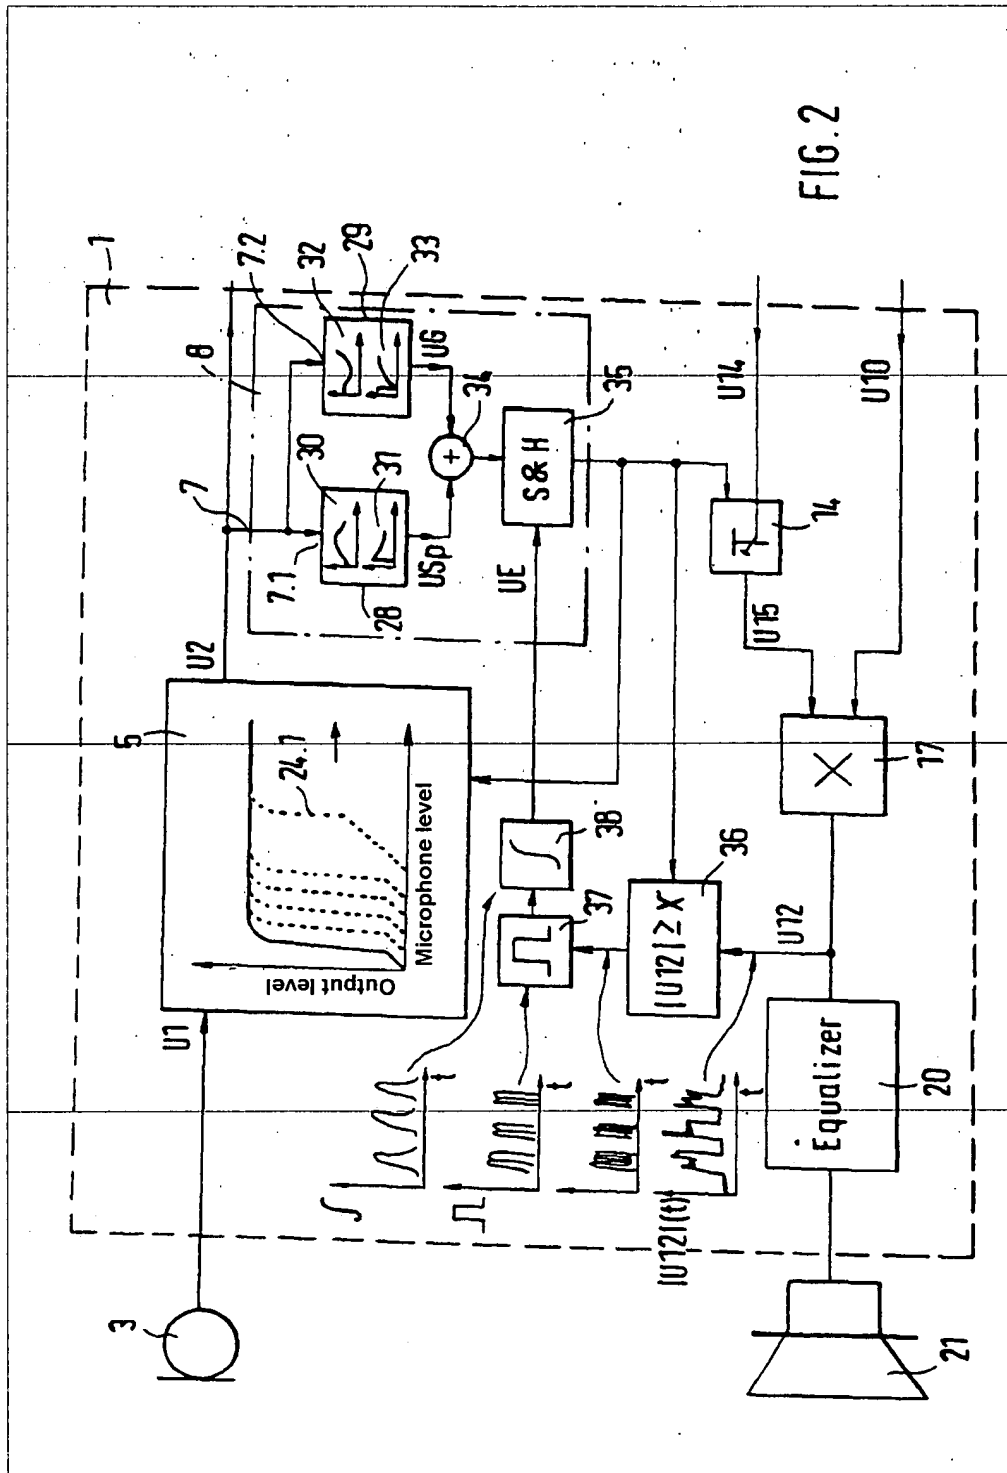 FIG. 2
1
3
U1
5
Output level
Microphone level
24.1
U2
7
8
7.1
7.2
30
31
28
USp
32
29
33
UG
34
+
S & H
35
UE
38
37
36
|U12| ≥ X
t
t
t
t
|U12|(t)
U12
Equalizer
20
21
17
X
U15
14
U14
U10